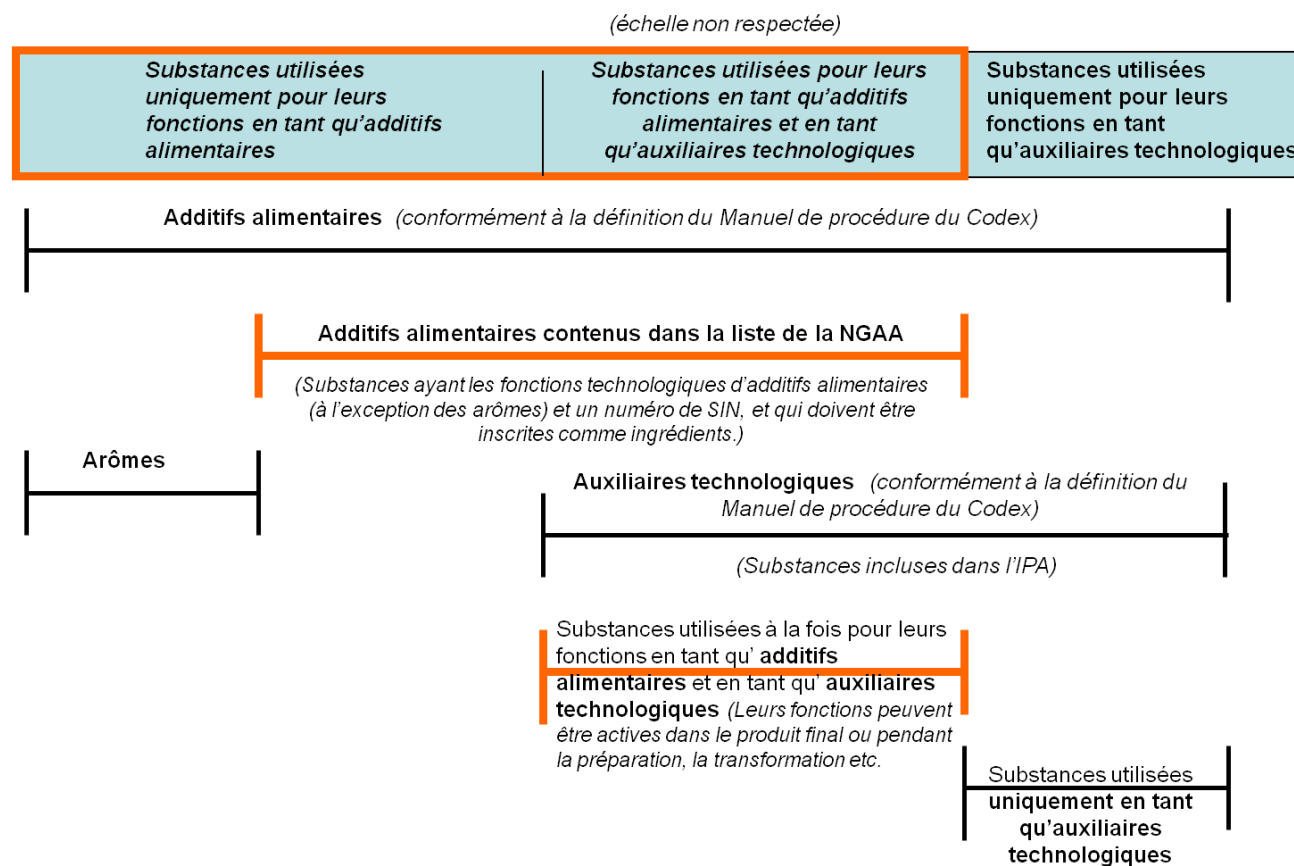 (échelle non respectée)
Substances utilisées
uniquement pour leurs
fonctions en tant qu’additifs
alimentaires
Substances utilisées pour leurs
fonctions en tant qu’additifs
alimentaires et en tant
qu’auxiliaires technologiques
Substances utilisées
uniquement pour leurs
fonctions en tant
qu’auxiliaires technologiques
Additifs alimentaires (conformément à la définition du Manuel de procédure du Codex)
Additifs alimentaires contenus dans la liste de la NGAA
(Substances ayant les fonctions technologiques d’additifs alimentaires
(à l’exception des arômes) et un numéro de SIN, et qui doivent être
inscrites comme ingrédients.)
Arômes
Auxiliaires technologiques (conformément à la définition du
Manuel de procédure du Codex)
(Substances incluses dans l’IPA)
Substances utilisées à la fois pour leurs
fonctions en tant qu’ additifs
alimentaires et en tant qu’ auxiliaires
technologiques (Leurs fonctions peuvent
être actives dans le produit final ou pendant
la préparation, la transformation etc.
Substances utilisées
uniquement en tant
qu’auxiliaires
technologiques